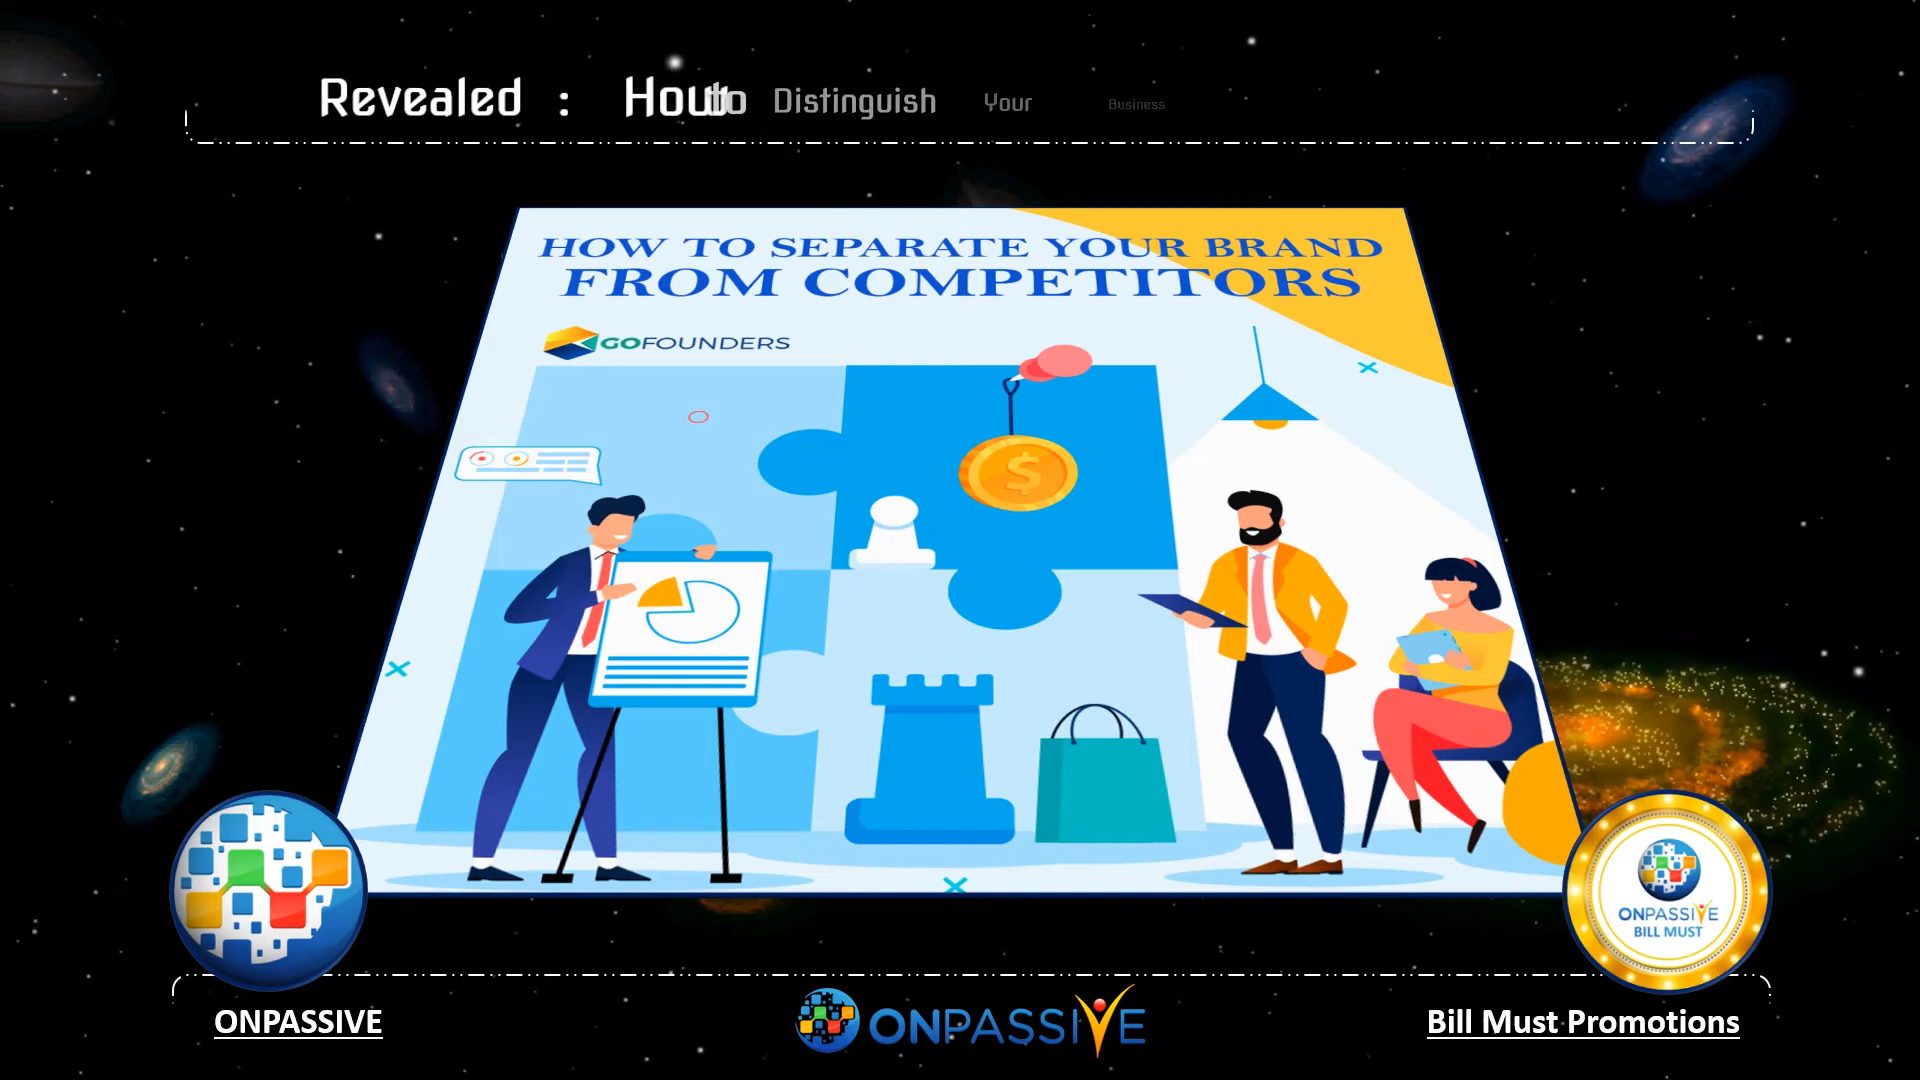 Revealed : How to Distinguish Your Business
HOW TO SEPARATE YOUR BRAND
FROM COMPETITORS
GOFOUNDERS
$
ONPASSIVE
BILL MUST
ONPASSIVE
ONPASSIVE
Bill Must Promotions